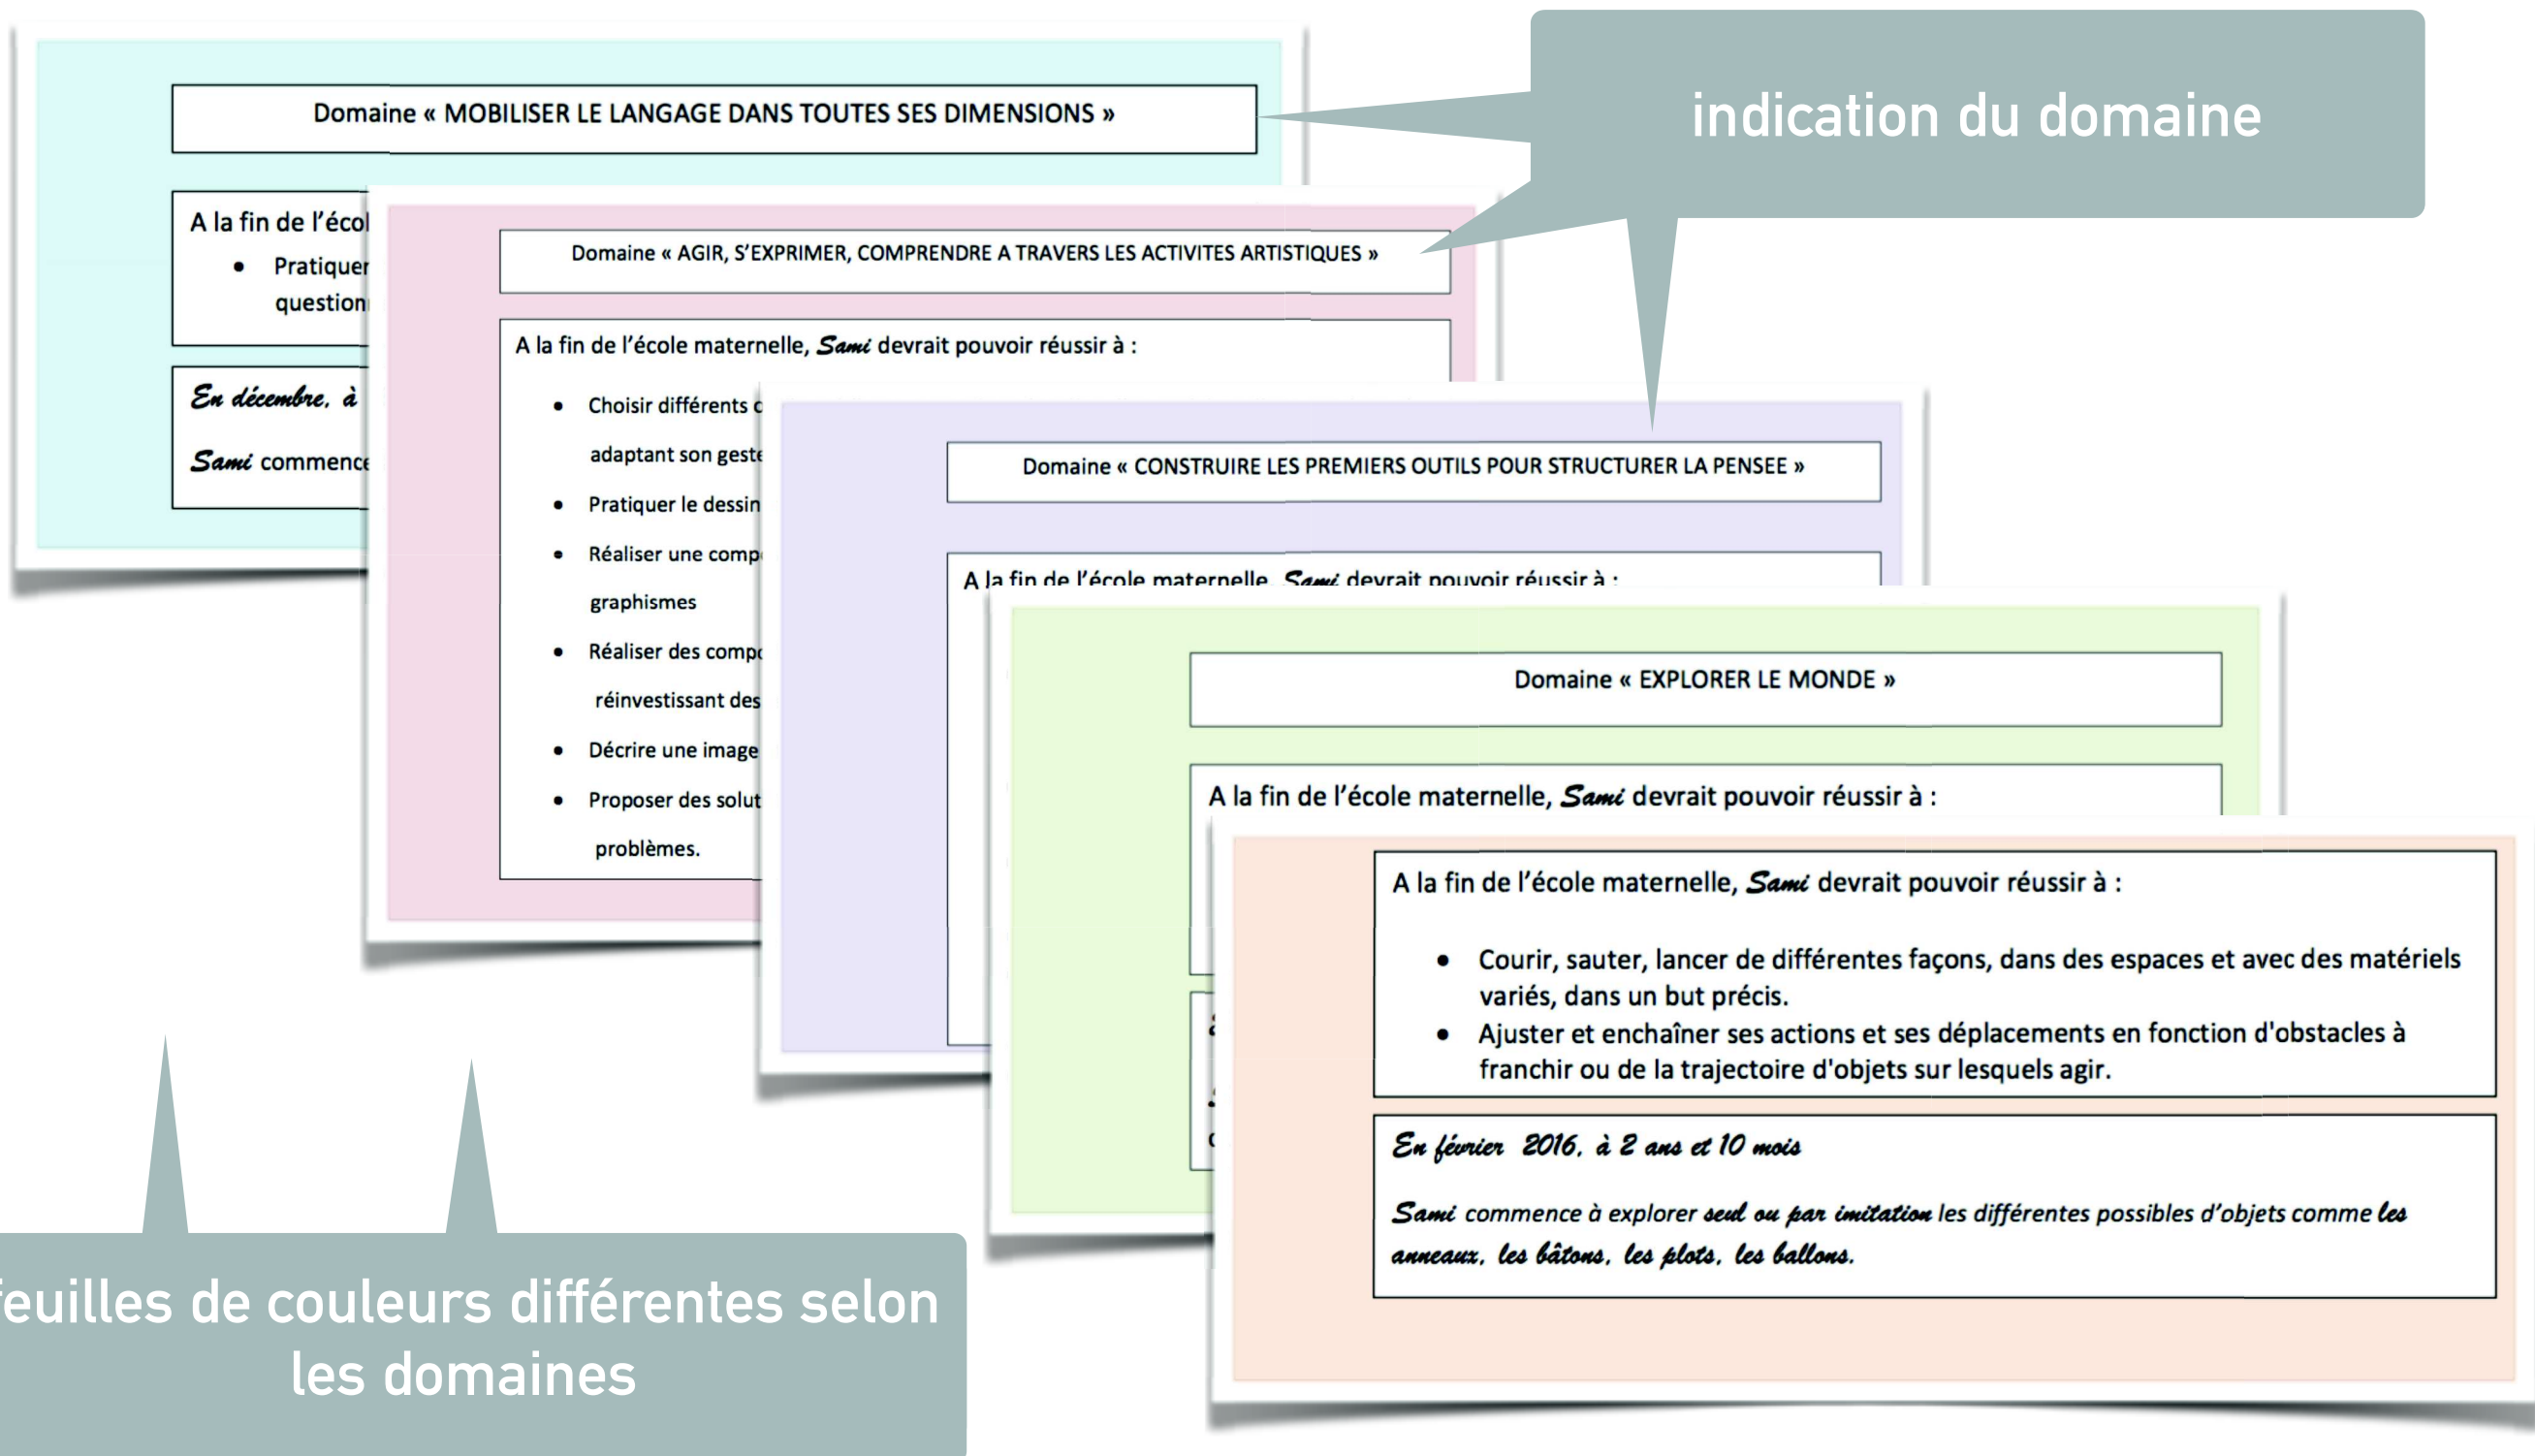 Domaine « MOBILISER LE LANGAGE DANS TOUTES SES DIMENSIONS »
A la fin de l'écol
• Pratiquer
question
En décembre, à
Sami commence
indication du domaine
Domaine « AGIR, S'EXPRIMER, COMPRENDRE A TRAVERS LES ACTIVITES ARTISTIQUES »
A la fin de l'école maternelle, Sami devrait pouvoir réussir à :
• Choisir différents
adaptant son geste
• Pratiquer le dessin
• Réaliser une comp
graphismes
• Réaliser des comp
réinvestissant des
• Décrire une image
• Proposer des solut
problèmes.
Domaine « CONSTRUIRE LES PREMIERS OUTILS POUR STRUCTURER LA PENSEE »
A la fin de l'école maternelle, Sami devrait pouvoir réussir à :
Domaine « EXPLORER LE MONDE »
A la fin de l'école maternelle, Sami devrait pouvoir réussir à :
A la fin de l'école maternelle, Sami devrait pouvoir réussir à :
• Courir, sauter, lancer de différentes façons, dans des espaces et avec des matériels
variés, dans un but précis.
• Ajuster et enchaîner ses actions et ses déplacements en fonction d'obstacles à
franchir ou de la trajectoire d'objets sur lesquels agir.
En février 2016, à 2 ans et 10 mois
Sami commence à explorer seul ou par imitation les différentes possibles d'objets comme les
anneaux, les bâtons, les plots, les ballons.
feuilles de couleurs différentes selon
les domaines